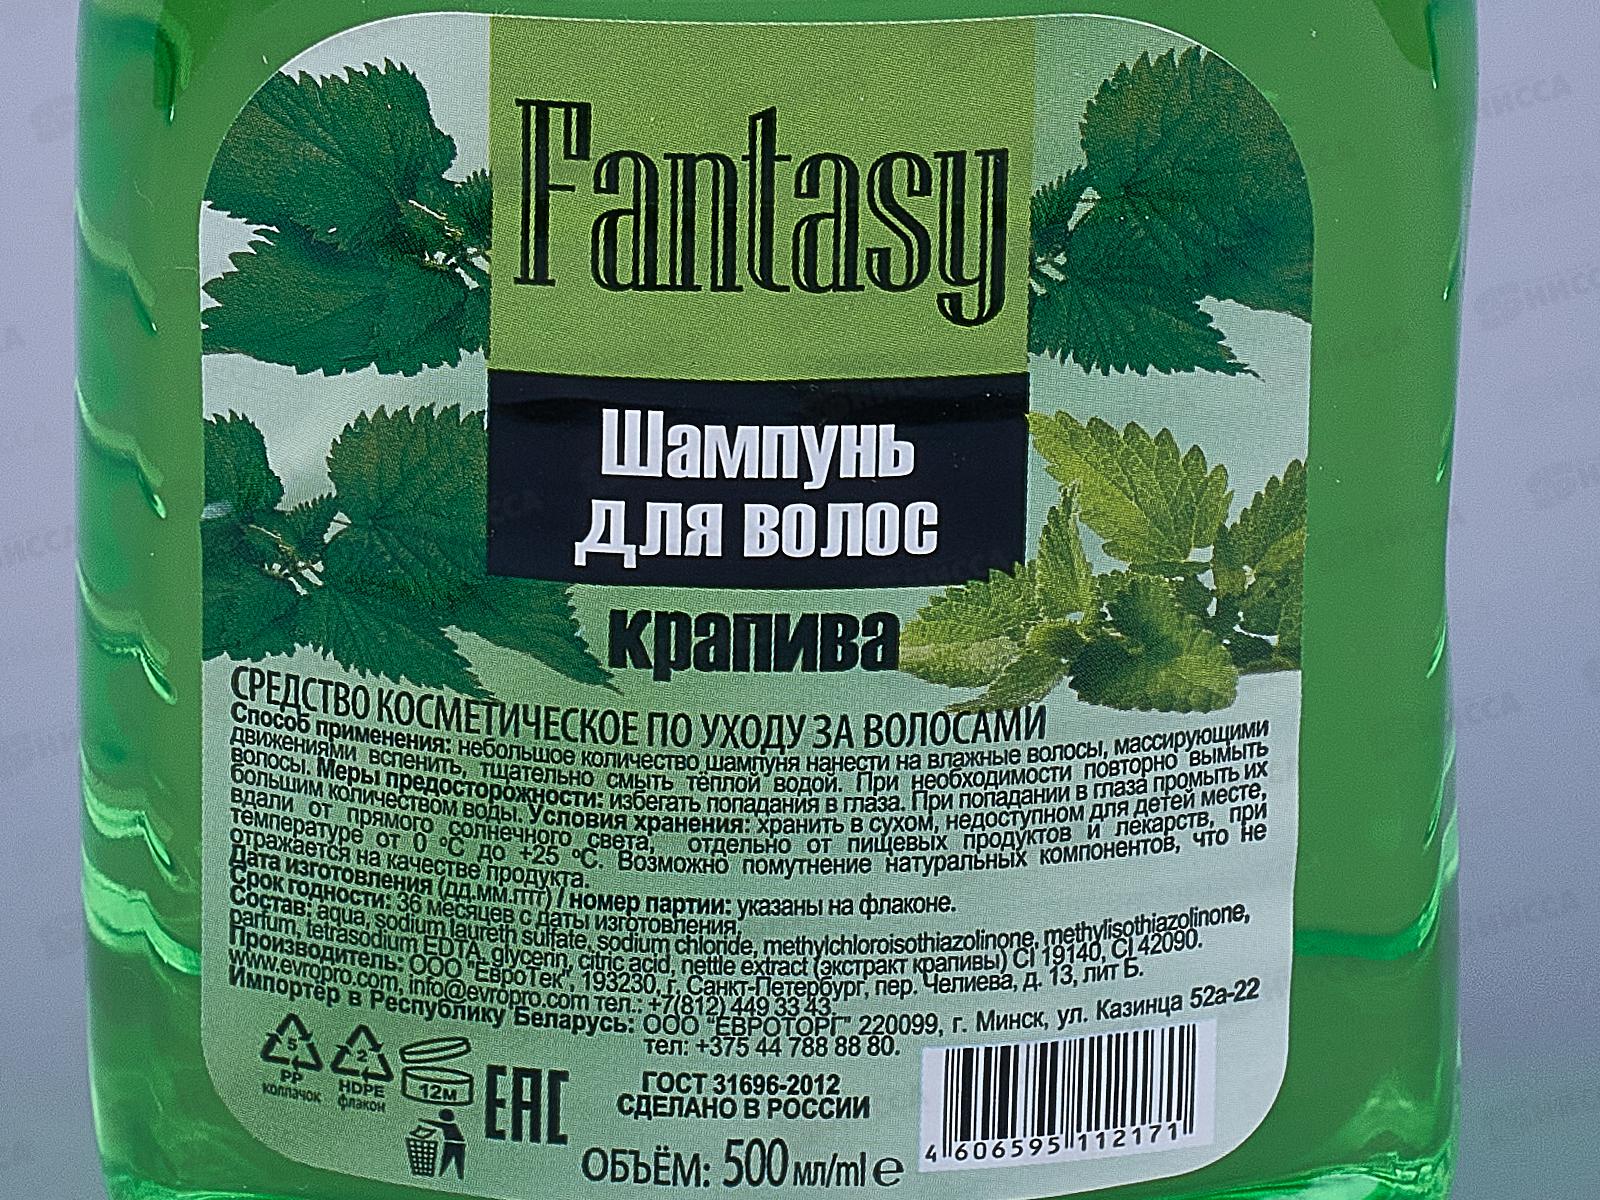 Fantasy
Шампунь
для волос
крапива
СРЕДСТВО КОСМЕТИЧЕСКОЕ ПО УХОДУ ЗА ВОЛОСАМИ
Способ применения: небольшое количество шампуня нанести на влажные волосы, массирующими
движениями вспенить, тщательно смыть тёплой водой. При необходимости повторно вымыть
волосы. Меры предосторожности: избегать попадания в глаза. При попадании в глаза промыть их
большим количеством воды. Условия хранения: хранить в сухом, недоступном для детей месте,
вдали от прямого солнечного света, отдельно от пищевых продуктов и лекарств, при
температуре от 0 °С до +25 °С. Возможно помутнение натуральных компонентов, что не
отражается на качестве продукта.
Дата изготовления (дд.мм.гг) / номер партии: указаны на флаконе.
Срок годности: 36 месяцев с даты изготовления.
Состав: aqua, sodium laureth sulfate, sodium chloride, methylchloroisothiazolinone, methylisothiazolinone,
parfum, tetrasodium EDTA, glycerin, citric acid, nettle extract (экстракт крапивы) CI 19140, CI 42090.
Производитель: ООО "ЕвроТек", 193230, г. Санкт-Петербург, пер. Челиева, д. 13, лит Б.
www.evropro.com, info@evropro.com тел.: +7(812) 449 33 43.
Импортёр в Республику Беларусь: ООО "ЕВРОТОРГ" 220099, г. Минск, ул. Казинца 52а-22
тел: +375 44 788 88 80.
5
PP
колпачок
2
HDPE
флакон
12м
ЕАС
ГОСТ 31696-2012
СДЕЛАНО В РОССИИ
ОБЪЁМ: 500 мл/ml e
4 606595 112171